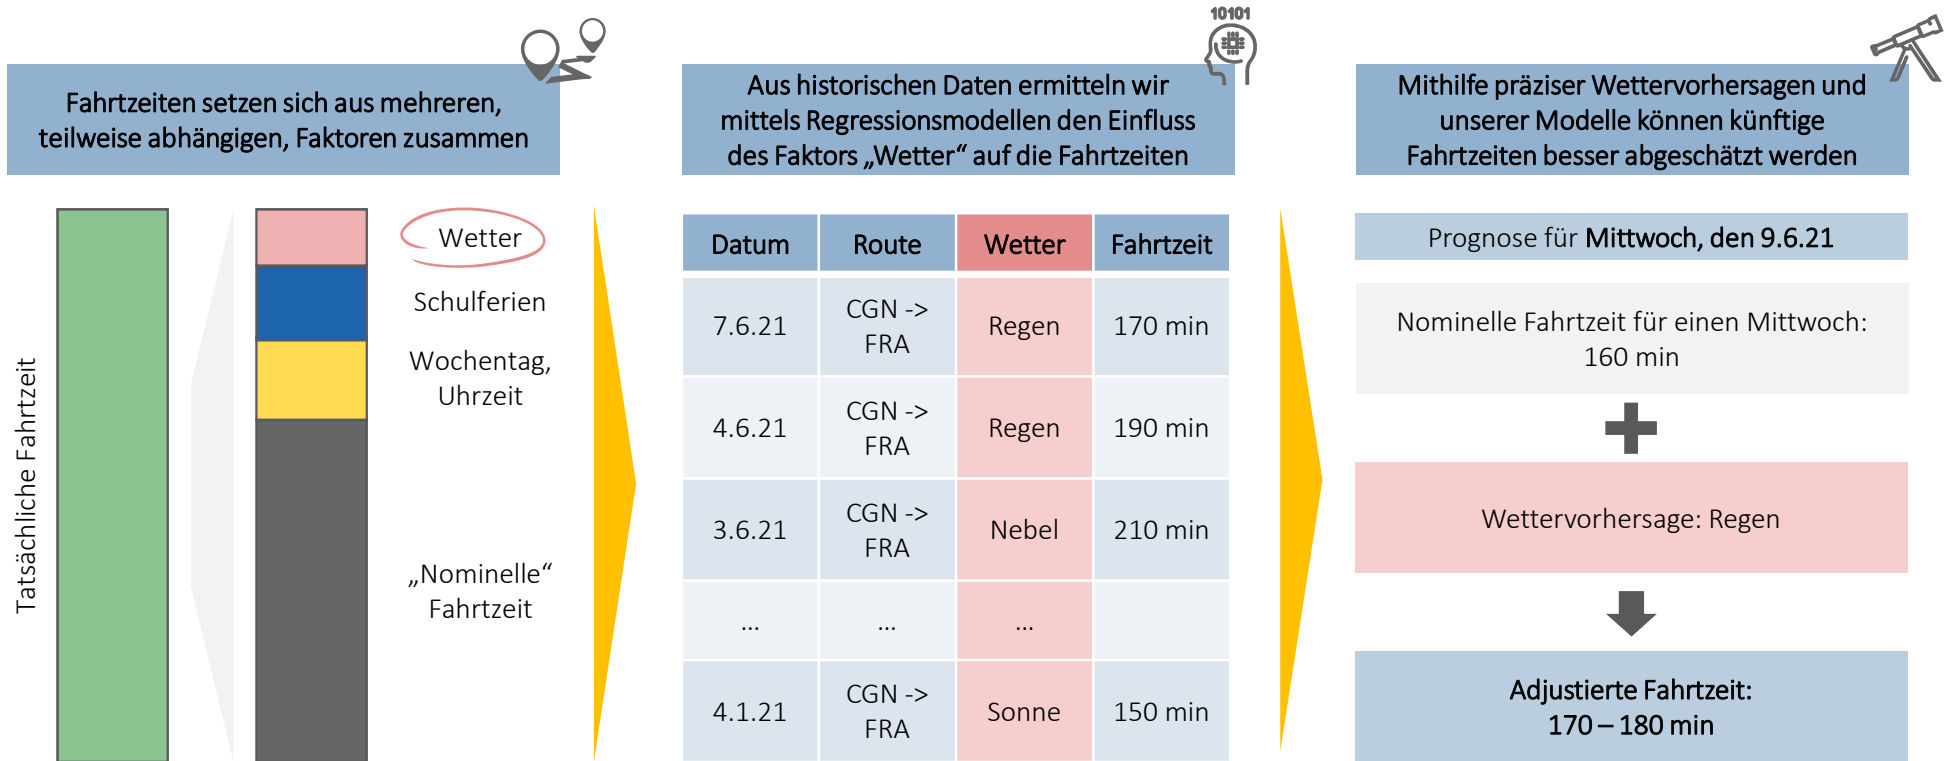 10101
Fahrtzeiten setzen sich aus mehreren,
teilweise abhängigen, Faktoren zusammen
Tatsächliche Fahrtzeit
Wetter
Schulferien
Wochentag,
Uhrzeit
„Nominelle“
Fahrtzeit
Aus historischen Daten ermitteln wir
mittels Regressionsmodellen den Einfluss
des Faktors „Wetter“ auf die Fahrtzeiten
Datum Route Wetter Fahrtzeit
7.6.21 CGN -> FRA Regen 170 min
4.6.21 CGN -> FRA Regen 190 min
3.6.21 CGN -> FRA Nebel 210 min
... ... ...
4.1.21 CGN -> FRA Sonne 150 min
Mithilfe präziser Wettervorhersagen und
unserer Modelle können künftige
Fahrtzeiten besser abgeschätzt werden
Prognose für Mittwoch, den 9.6.21
Nominelle Fahrtzeit für einen Mittwoch:
160 min
Wettervorhersage: Regen
Adjustierte Fahrtzeit:
170 – 180 min